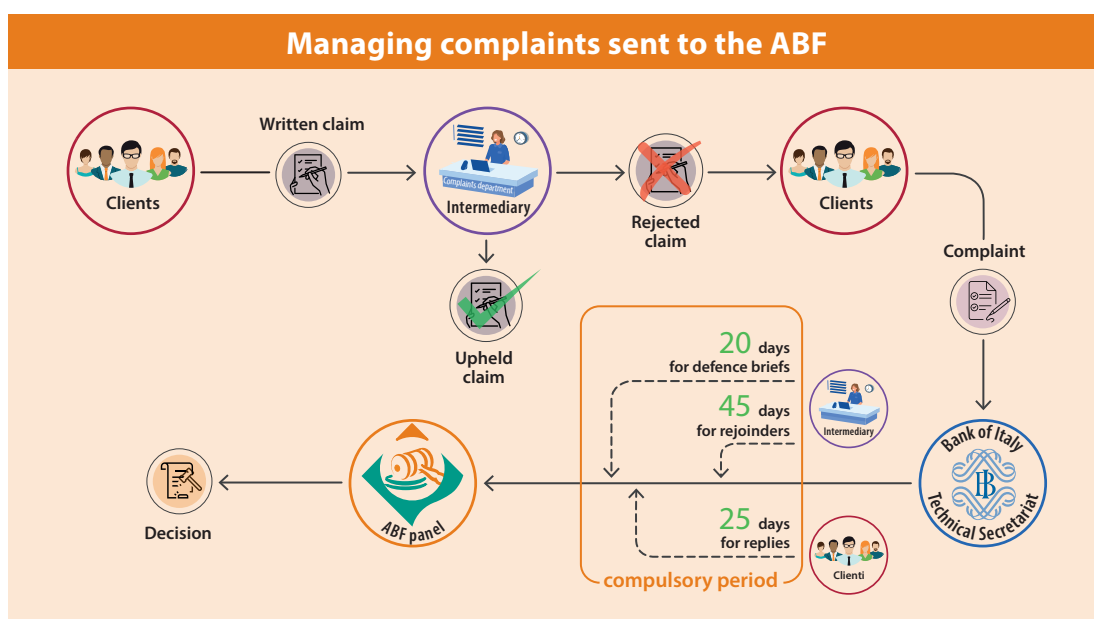 Managing complaints sent to the ABF
Written claim
Clients
Complaints department
Intermediary
Rejected
claim
Clients
Complaint
Upheld
claim
20 days
for defence briefs
45 days
for rejoinders
Intermediary
Bank of Italy
Technical Secretariat
ABF panel
Decision
25 days
for replies
Clienti
compulsory period